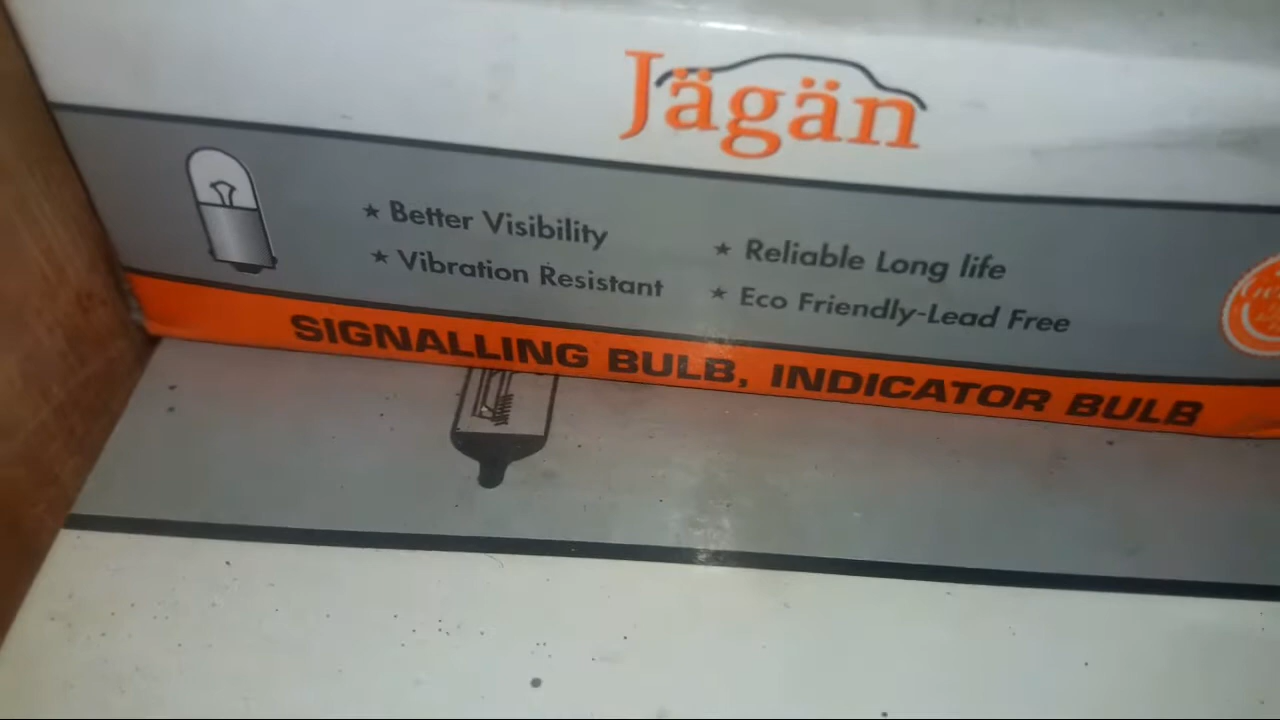 Jägän
★ Better Visibility
★ Vibration Resistant
★ Reliable Long life
★ Eco Friendly-Lead Free
SIGNALLING BULB, INDICATOR BULB